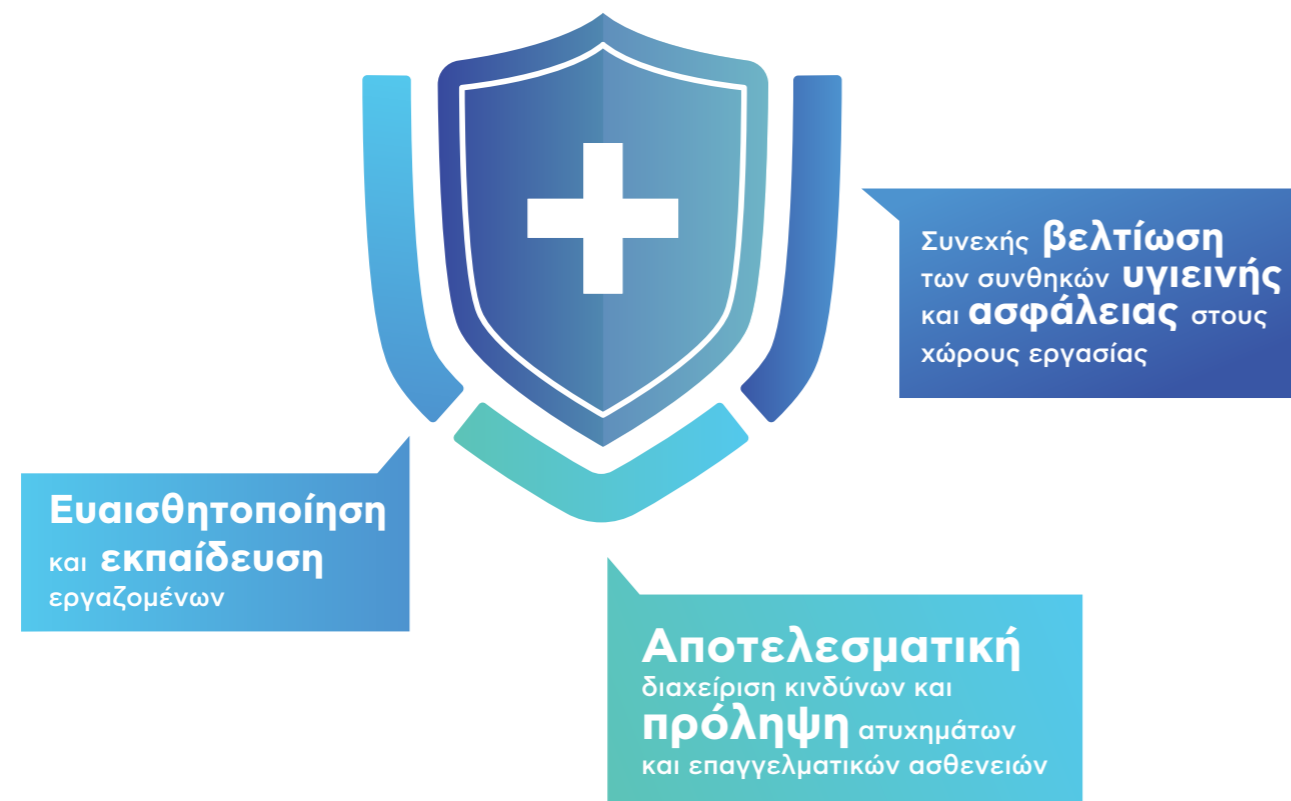 Συνεχής βελτίωση
των συνθηκών υγιεινής
και ασφάλειας στους
χώρους εργασίας
Ευαισθητοποίηση
και εκπαίδευση
εργαζομένων
Αποτελεσματική
διαχείριση κινδύνων και
πρόληψη ατυχημάτων
και επαγγελματικών ασθενειών